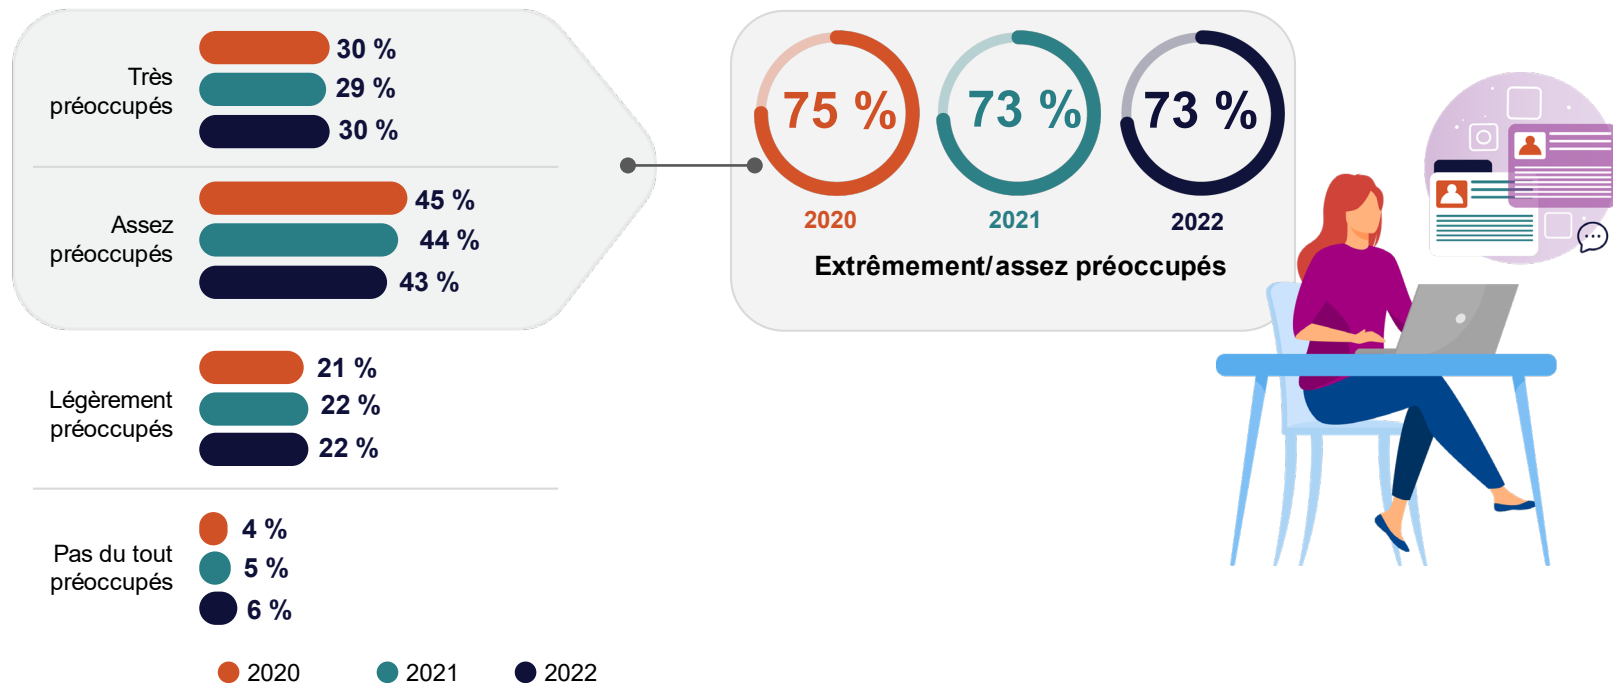 Très
préoccupés
30 %
29 %
30 %
Assez
préoccupés
45 %
44 %
43 %
Légèrement
préoccupés
21 %
22 %
22 %
Pas du tout
préoccupés
4 %
5 %
6 %
2020
2021
2022
75 %
73 %
73 %
2020
2021
2022
Extrêmement/assez préoccupés